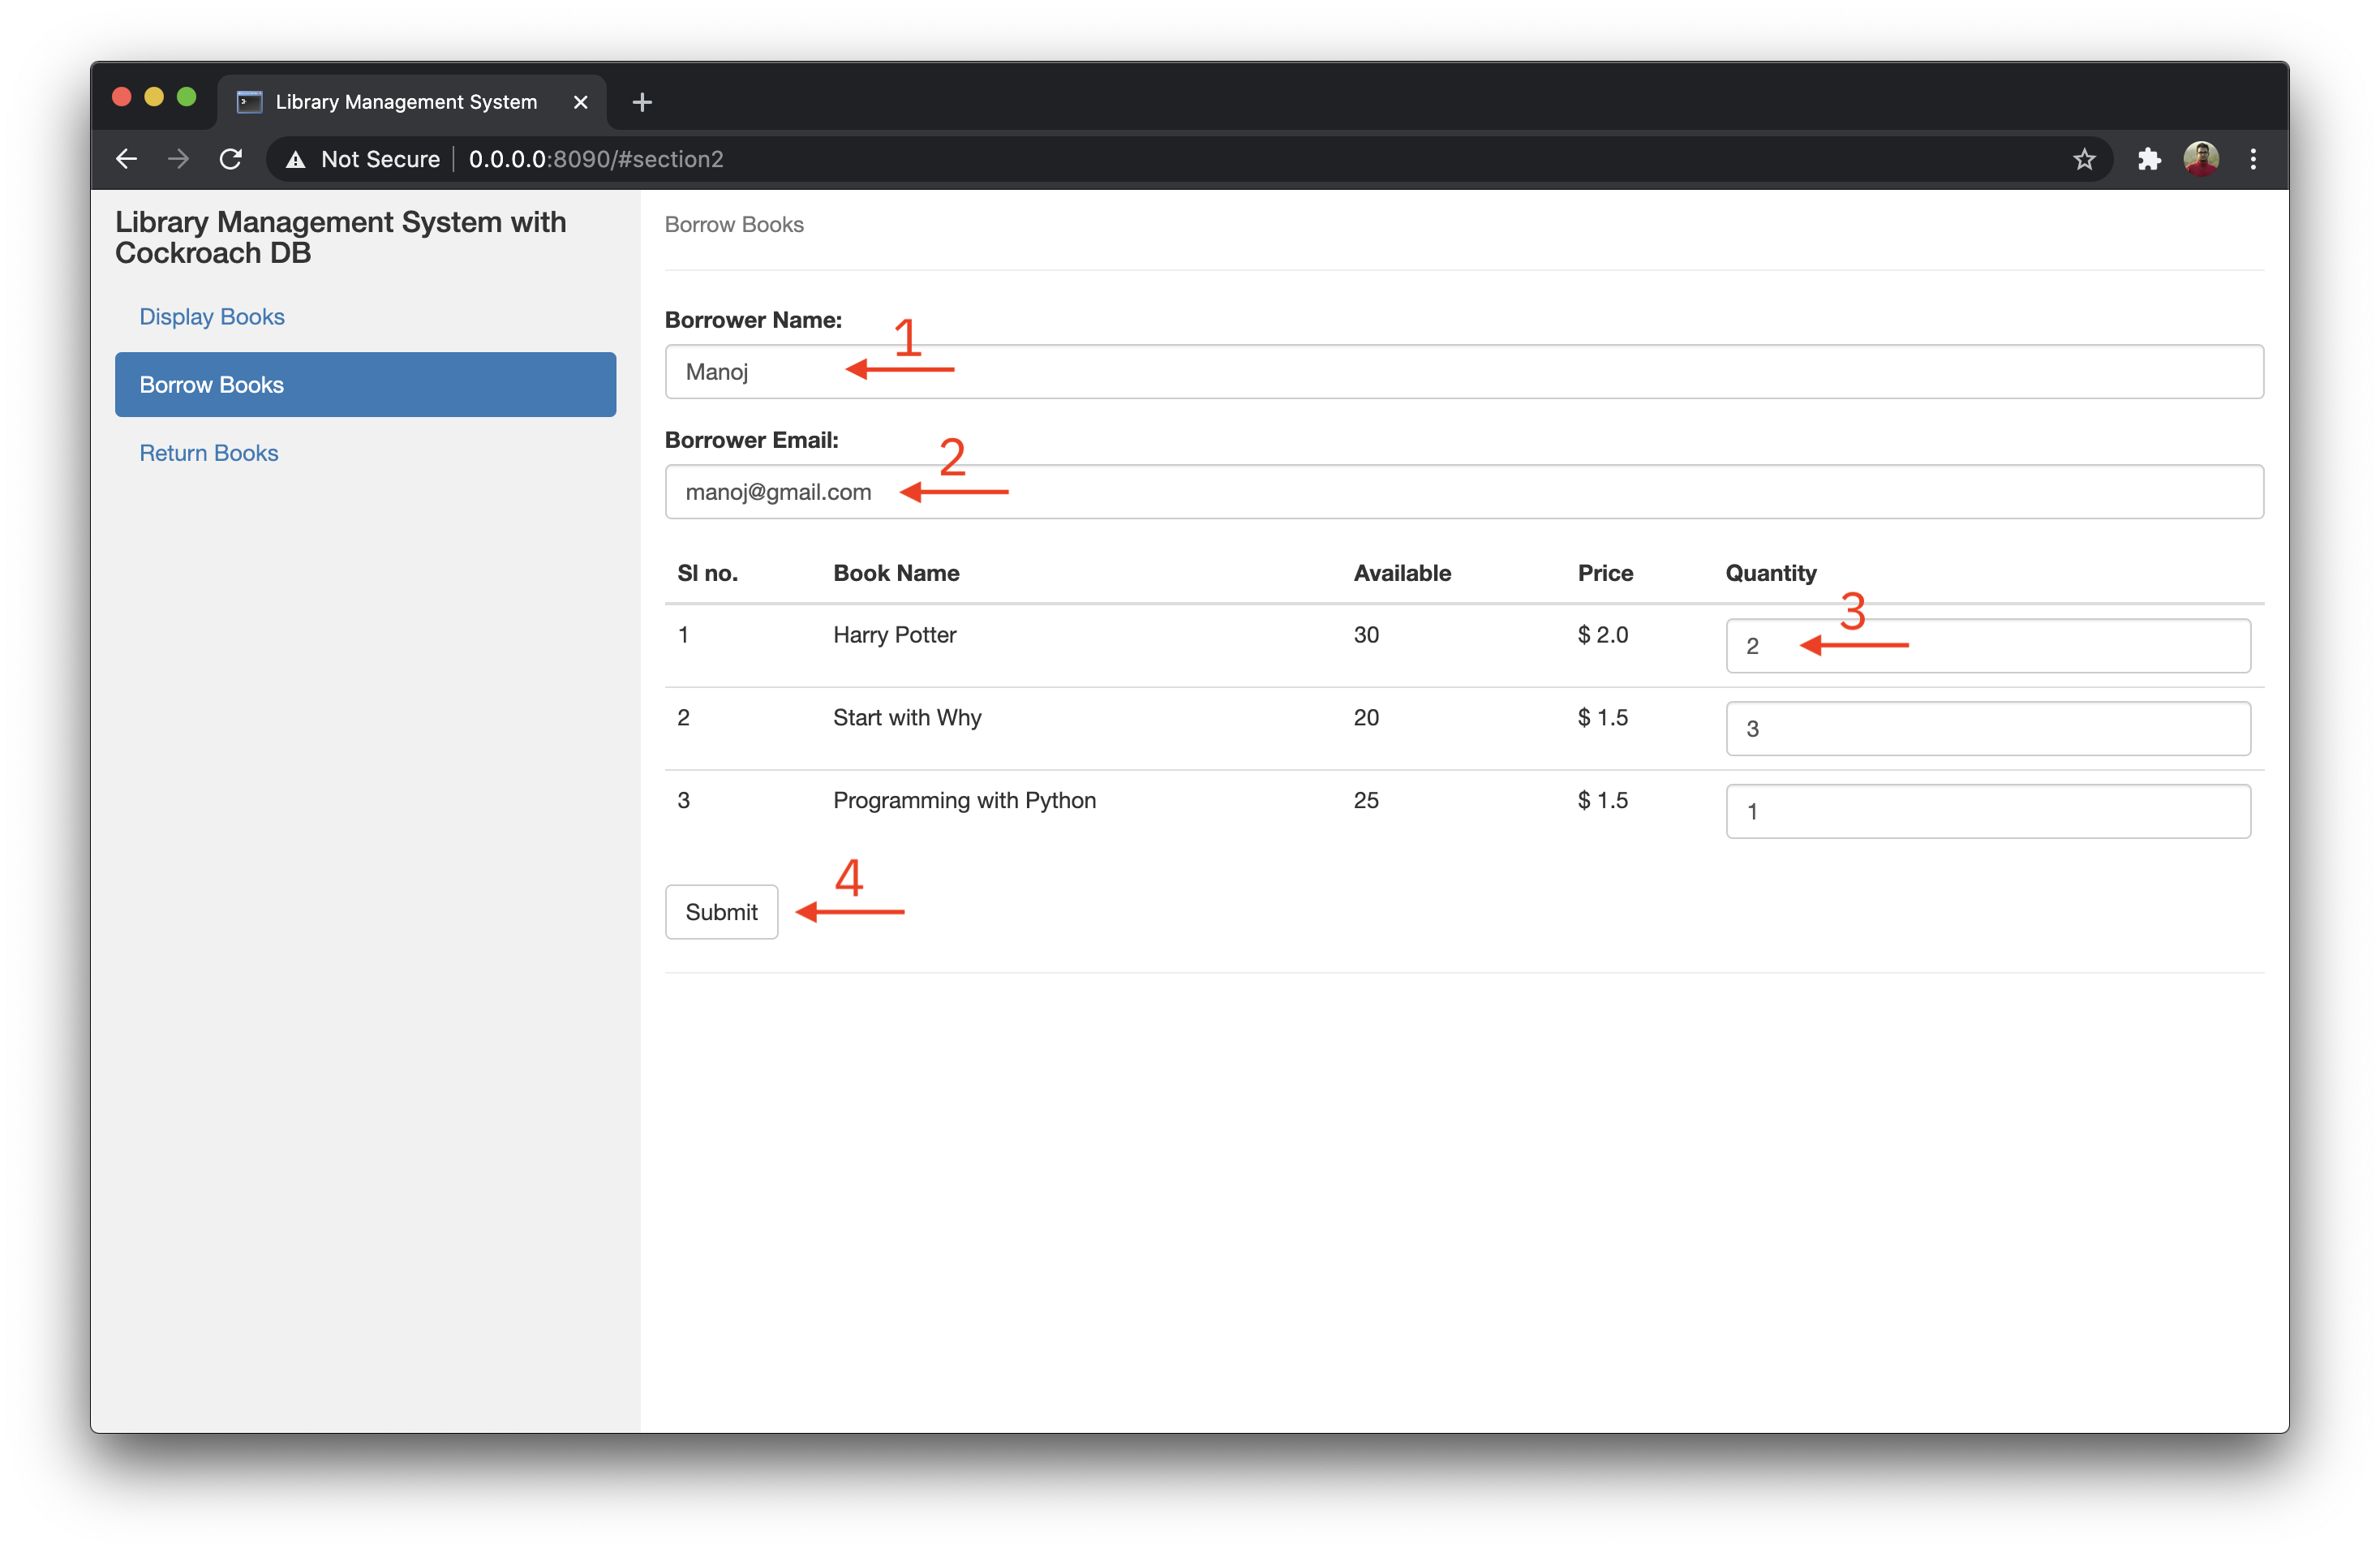 Library Management System
Not Secure 0.0.0.0:8090/#section2
Library Management System with
Cockroach DB
Display Books
Borrow Books
Return Books
Borrow Books
Borrower Name:
1
Manoj
Borrower Email:
2
manoj@gmail.com
Sl no. Book Name Available Price Quantity
3
1 Harry Potter 30 $ 2.0 2
2 Start with Why 20 $ 1.5 3
3 Programming with Python 25 $ 1.5 1
4
Submit